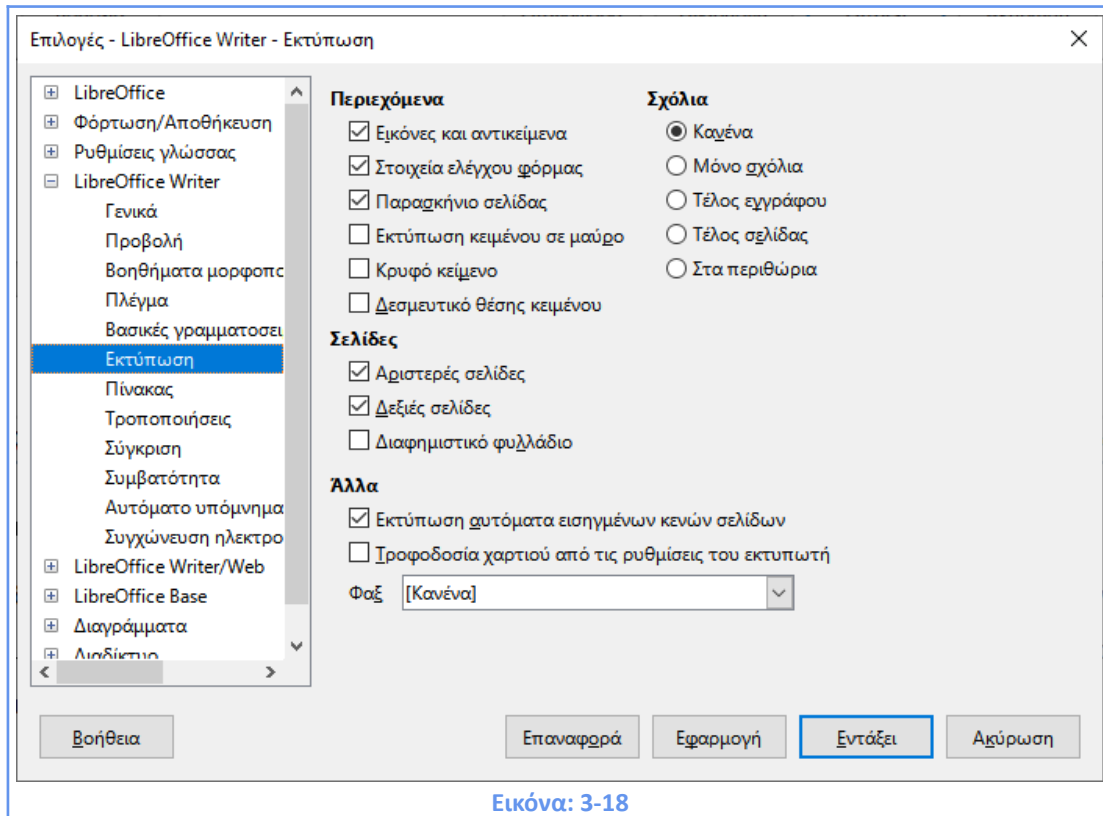 Επιλογές - LibreOffice Writer - Εκτύπωση
LibreOffice
Φόρτωση/Αποθήκευση
Ρυθμίσεις γλώσσας
LibreOffice Writer
Γενικά
Προβολή
Βοηθήματα μορφοπο
Πλέγμα
Βασικές γραμματοσει
Εκτύπωση
Πίνακας
Τροποποιήσεις
Σύγκριση
Συμβατότητα
Αυτόματο υπόμνημα
Συγχώνευση ηλεκτρο
LibreOffice Writer/Web
LibreOffice Base
Διαγράμματα
Διαδίκτυο
Περιεχόμενα
Εικόνες και αντικείμενα
Στοιχεία ελέγχου φόρμας
Παρασκήνιο σελίδας
Εκτύπωση κειμένου σε μαύρο
Κρυφό κείμενο
Δεσμευτικό θέσης κειμένου
Σχόλια
Κανένα
Μόνο σχόλια
Τέλος εγγράφου
Τέλος σελίδας
Στα περιθώρια
Σελίδες
Αριστερές σελίδες
Δεξιές σελίδες
Διαφημιστικό φυλλάδιο
Άλλα
Εκτύπωση αυτόματα εισηγμένων κενών σελίδων
Τροφοδοσία χαρτιού από τις ρυθμίσεις του εκτυπωτή
Φαξ [Κανένα]
Βοήθεια Επαναφορά Εφαρμογή Εντάξει Ακύρωση
Εικόνα: 3-18